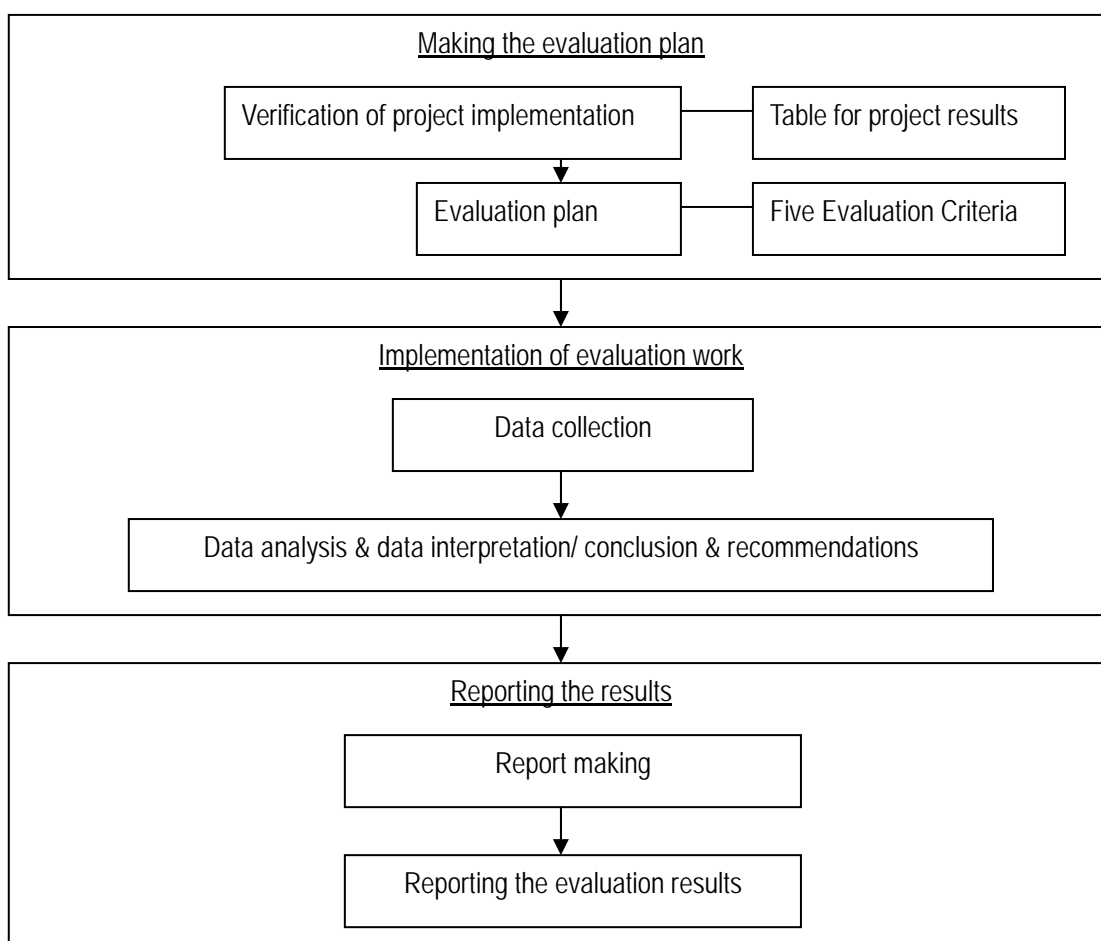 Making the evaluation plan
Verification of project implementation
Table for project results
Evaluation plan
Five Evaluation Criteria
Implementation of evaluation work
Data collection
Data analysis & data interpretation/ conclusion & recommendations
Reporting the results
Report making
Reporting the evaluation results